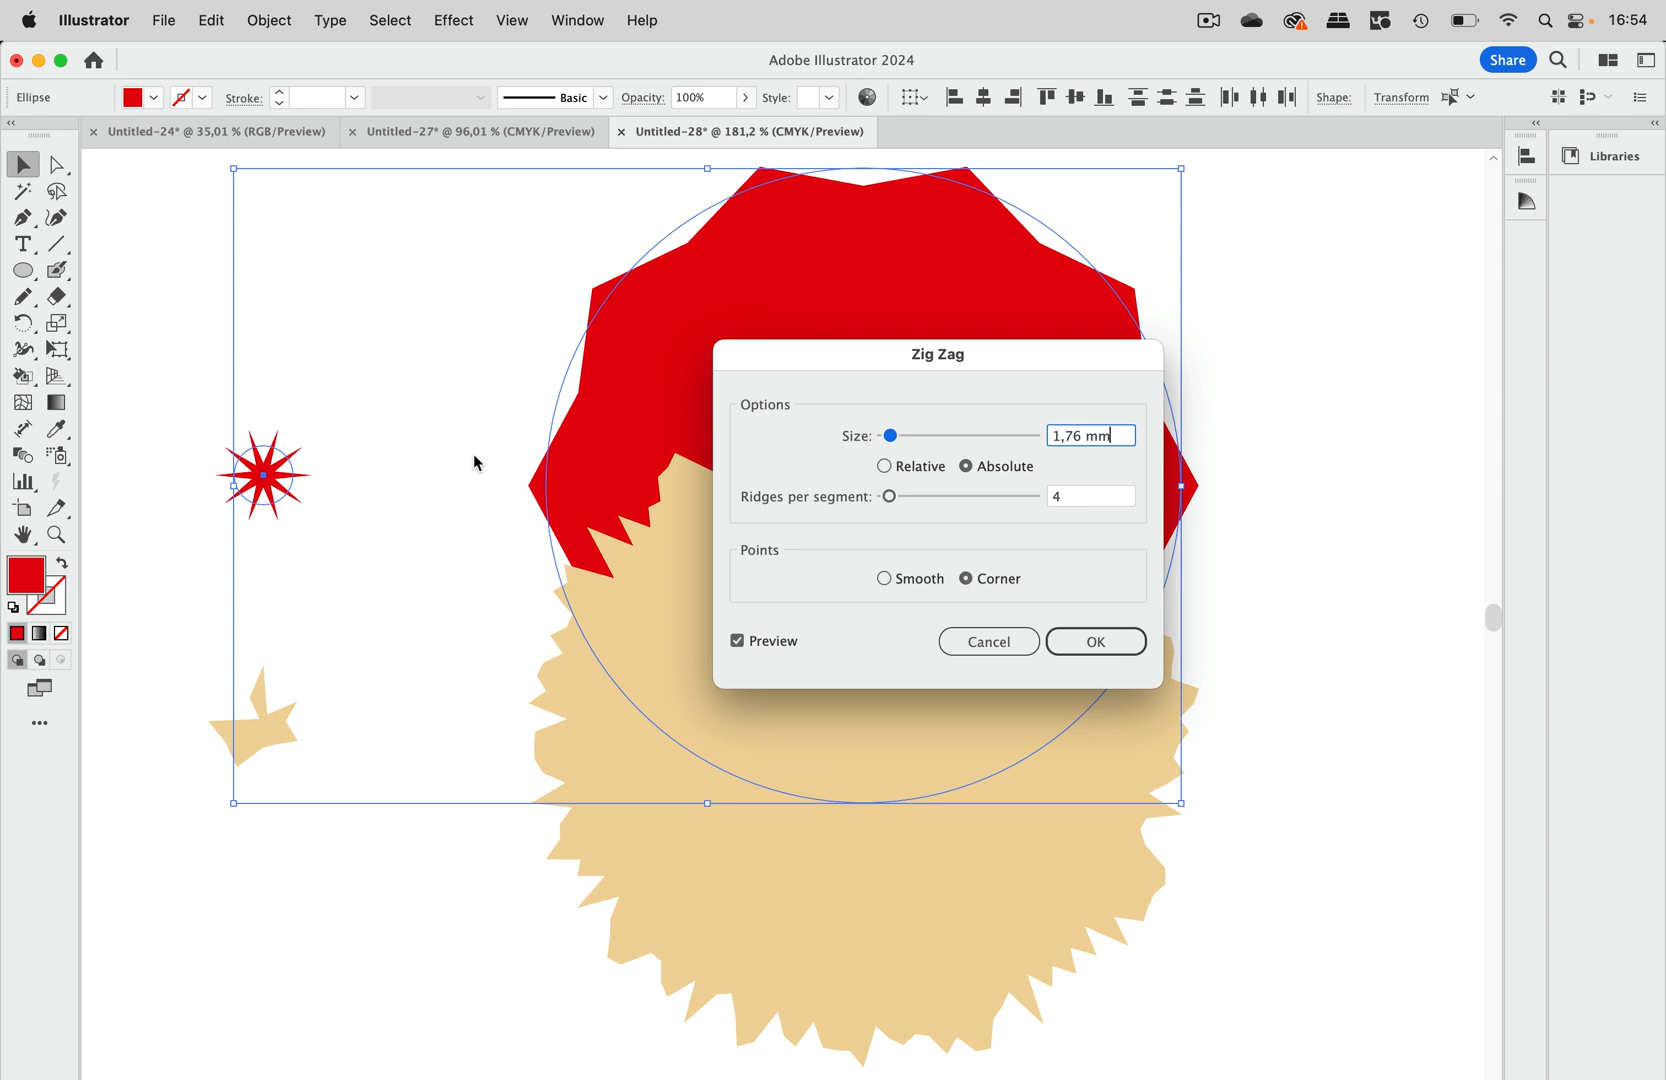 Illustrator File Edit Object Type Select Effect View Window Help 16:54
Adobe Illustrator 2024 Share
Ellipse Stroke: Basic Opacity: 100% Style: Shape: Transform
Untitled-24* @ 35,01 % (RGB/Preview) Untitled-27* @ 96,01 % (CMYK/Preview) Untitled-28* @ 181,2 % (CMYK/Preview)
Libraries
Zig Zag
Options
Size: 1,76 mm
Relative Absolute
Ridges per segment: 4
Points
Smooth Corner
Preview Cancel OK